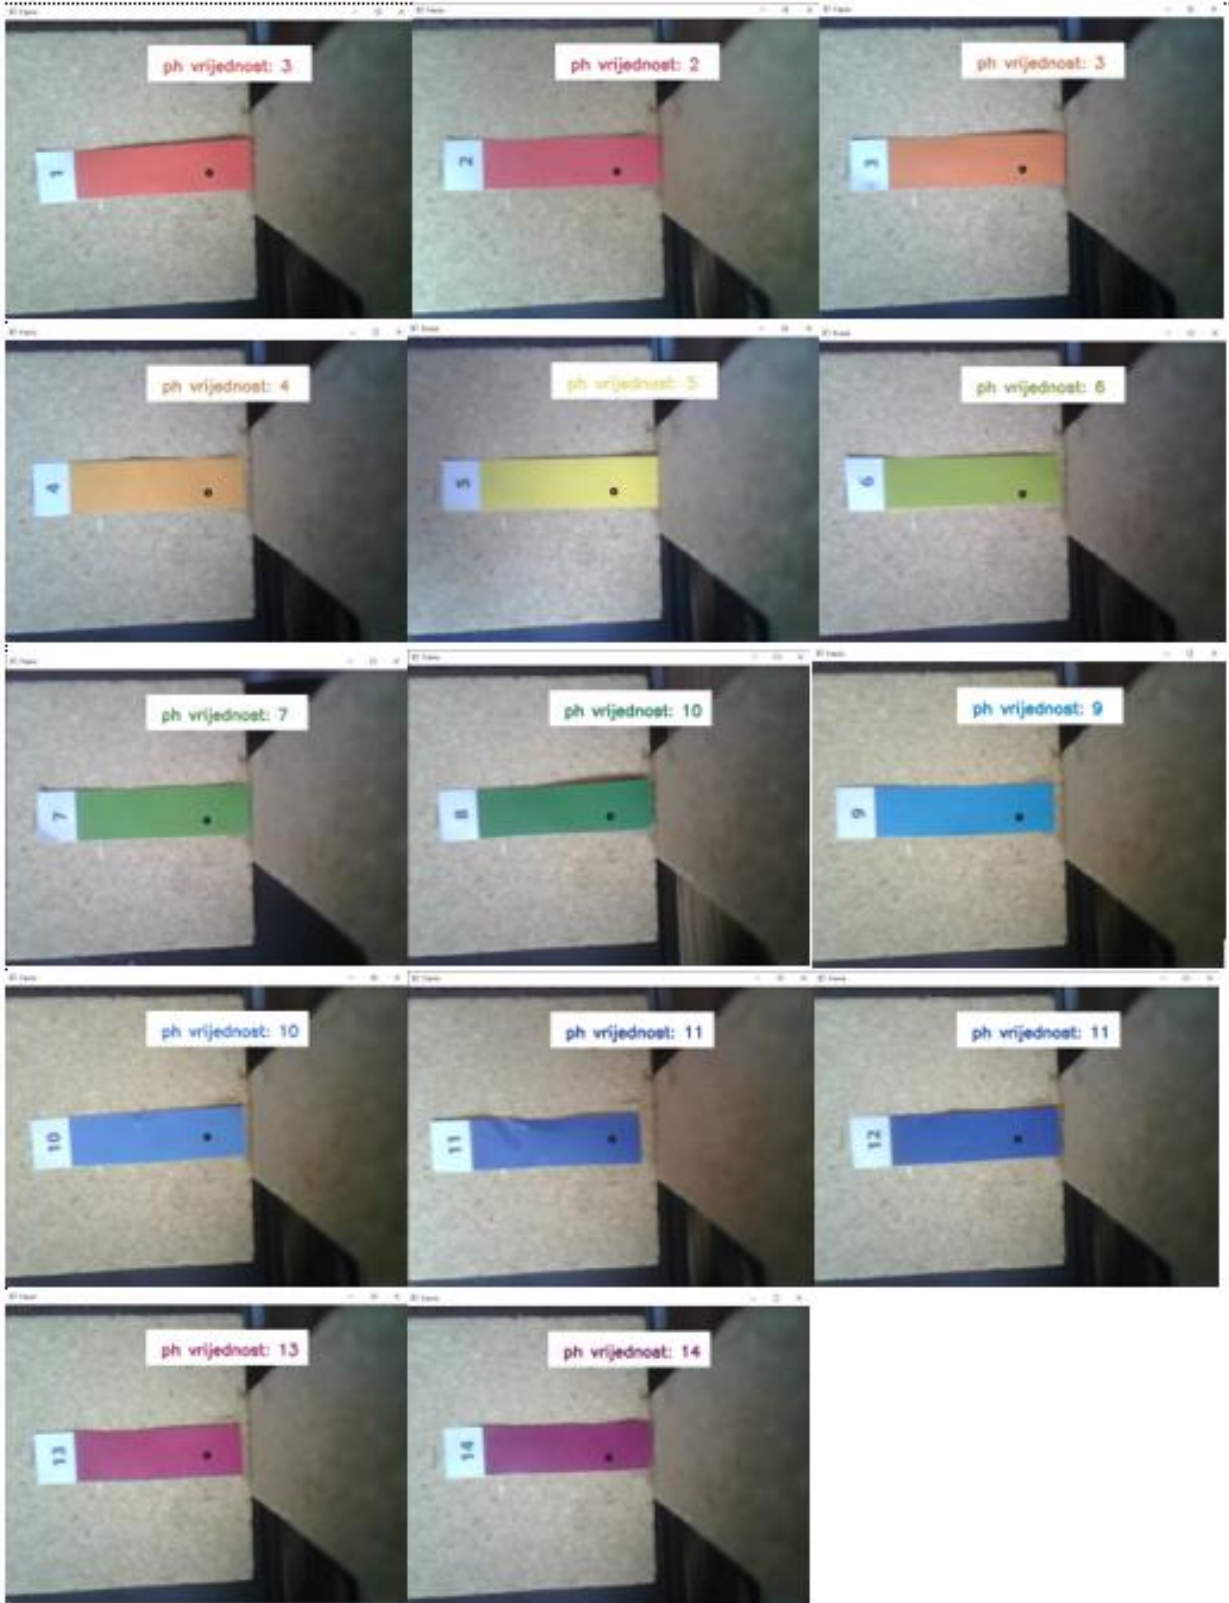 ph vrijednost: 3
1
ph vrijednost: 2
2
ph vrijednost: 3
3
ph vrijednost: 4
4
ph vrijednost: 5
5
ph vrijednost: 6
6
ph vrijednost: 7
7
ph vrijednost: 10
8
ph vrijednost: 9
9
ph vrijednost: 10
10
ph vrijednost: 11
11
ph vrijednost: 11
12
ph vrijednost: 13
13
ph vrijednost: 14
14